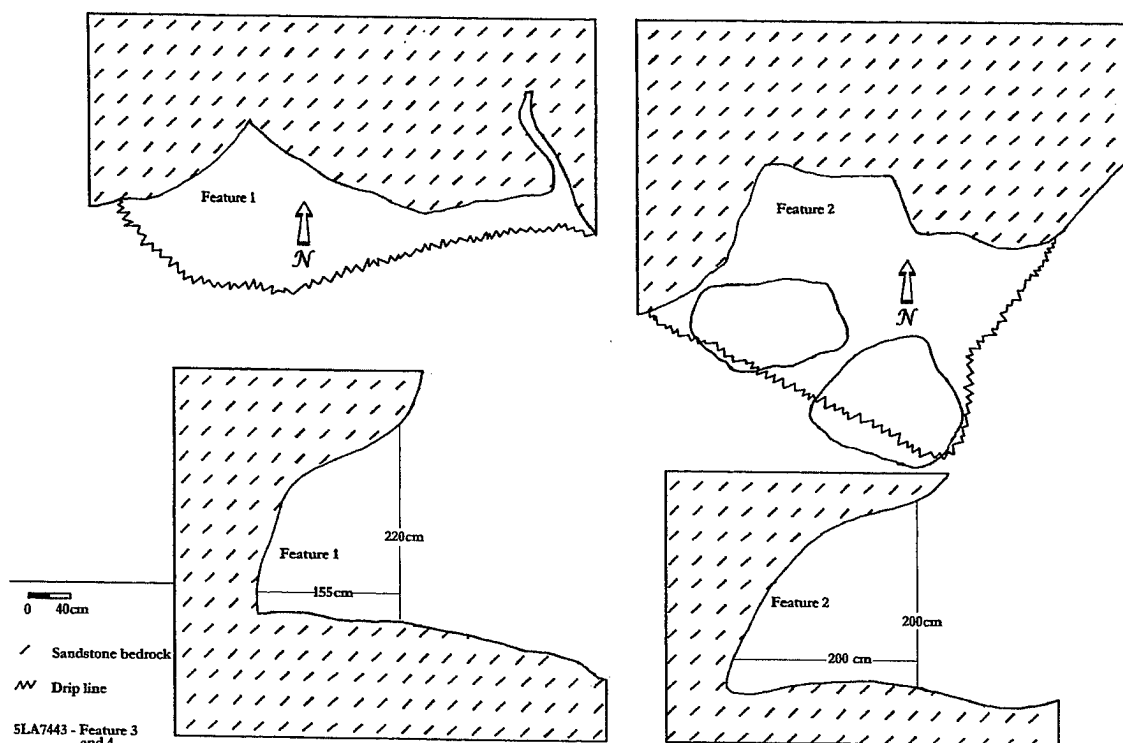 Feature 1
N
Feature 2
N
220cm
Feature 1
155cm
Feature 2
200cm
200 cm
0 40cm
Sandstone bedrock
Drip line
5LA7443 - Feature 3
and 4